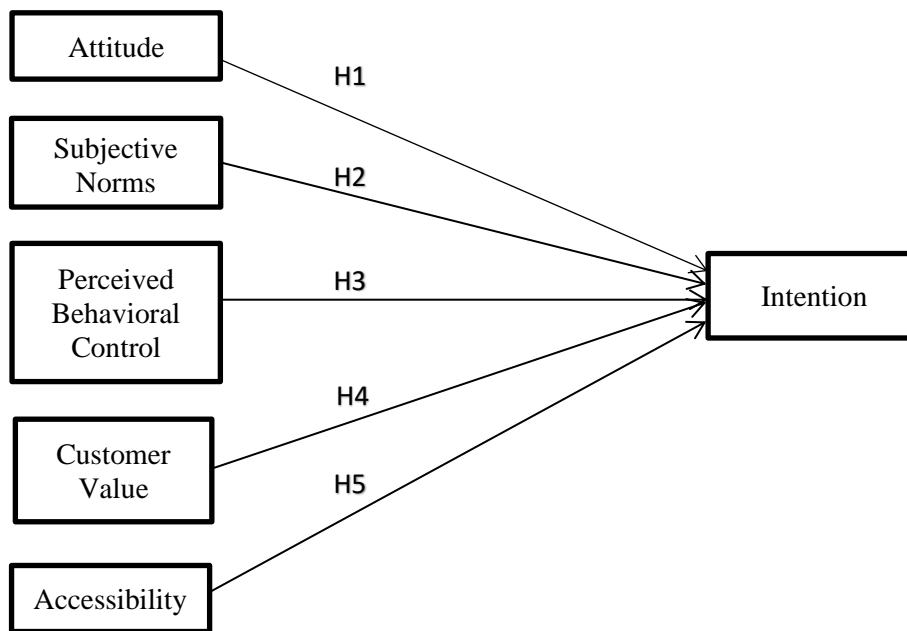 Attitude
H1
Subjective
Norms
H2
Perceived
Behavioral
Control
H3
Intention
Customer
Value
H4
Accessibility
H5